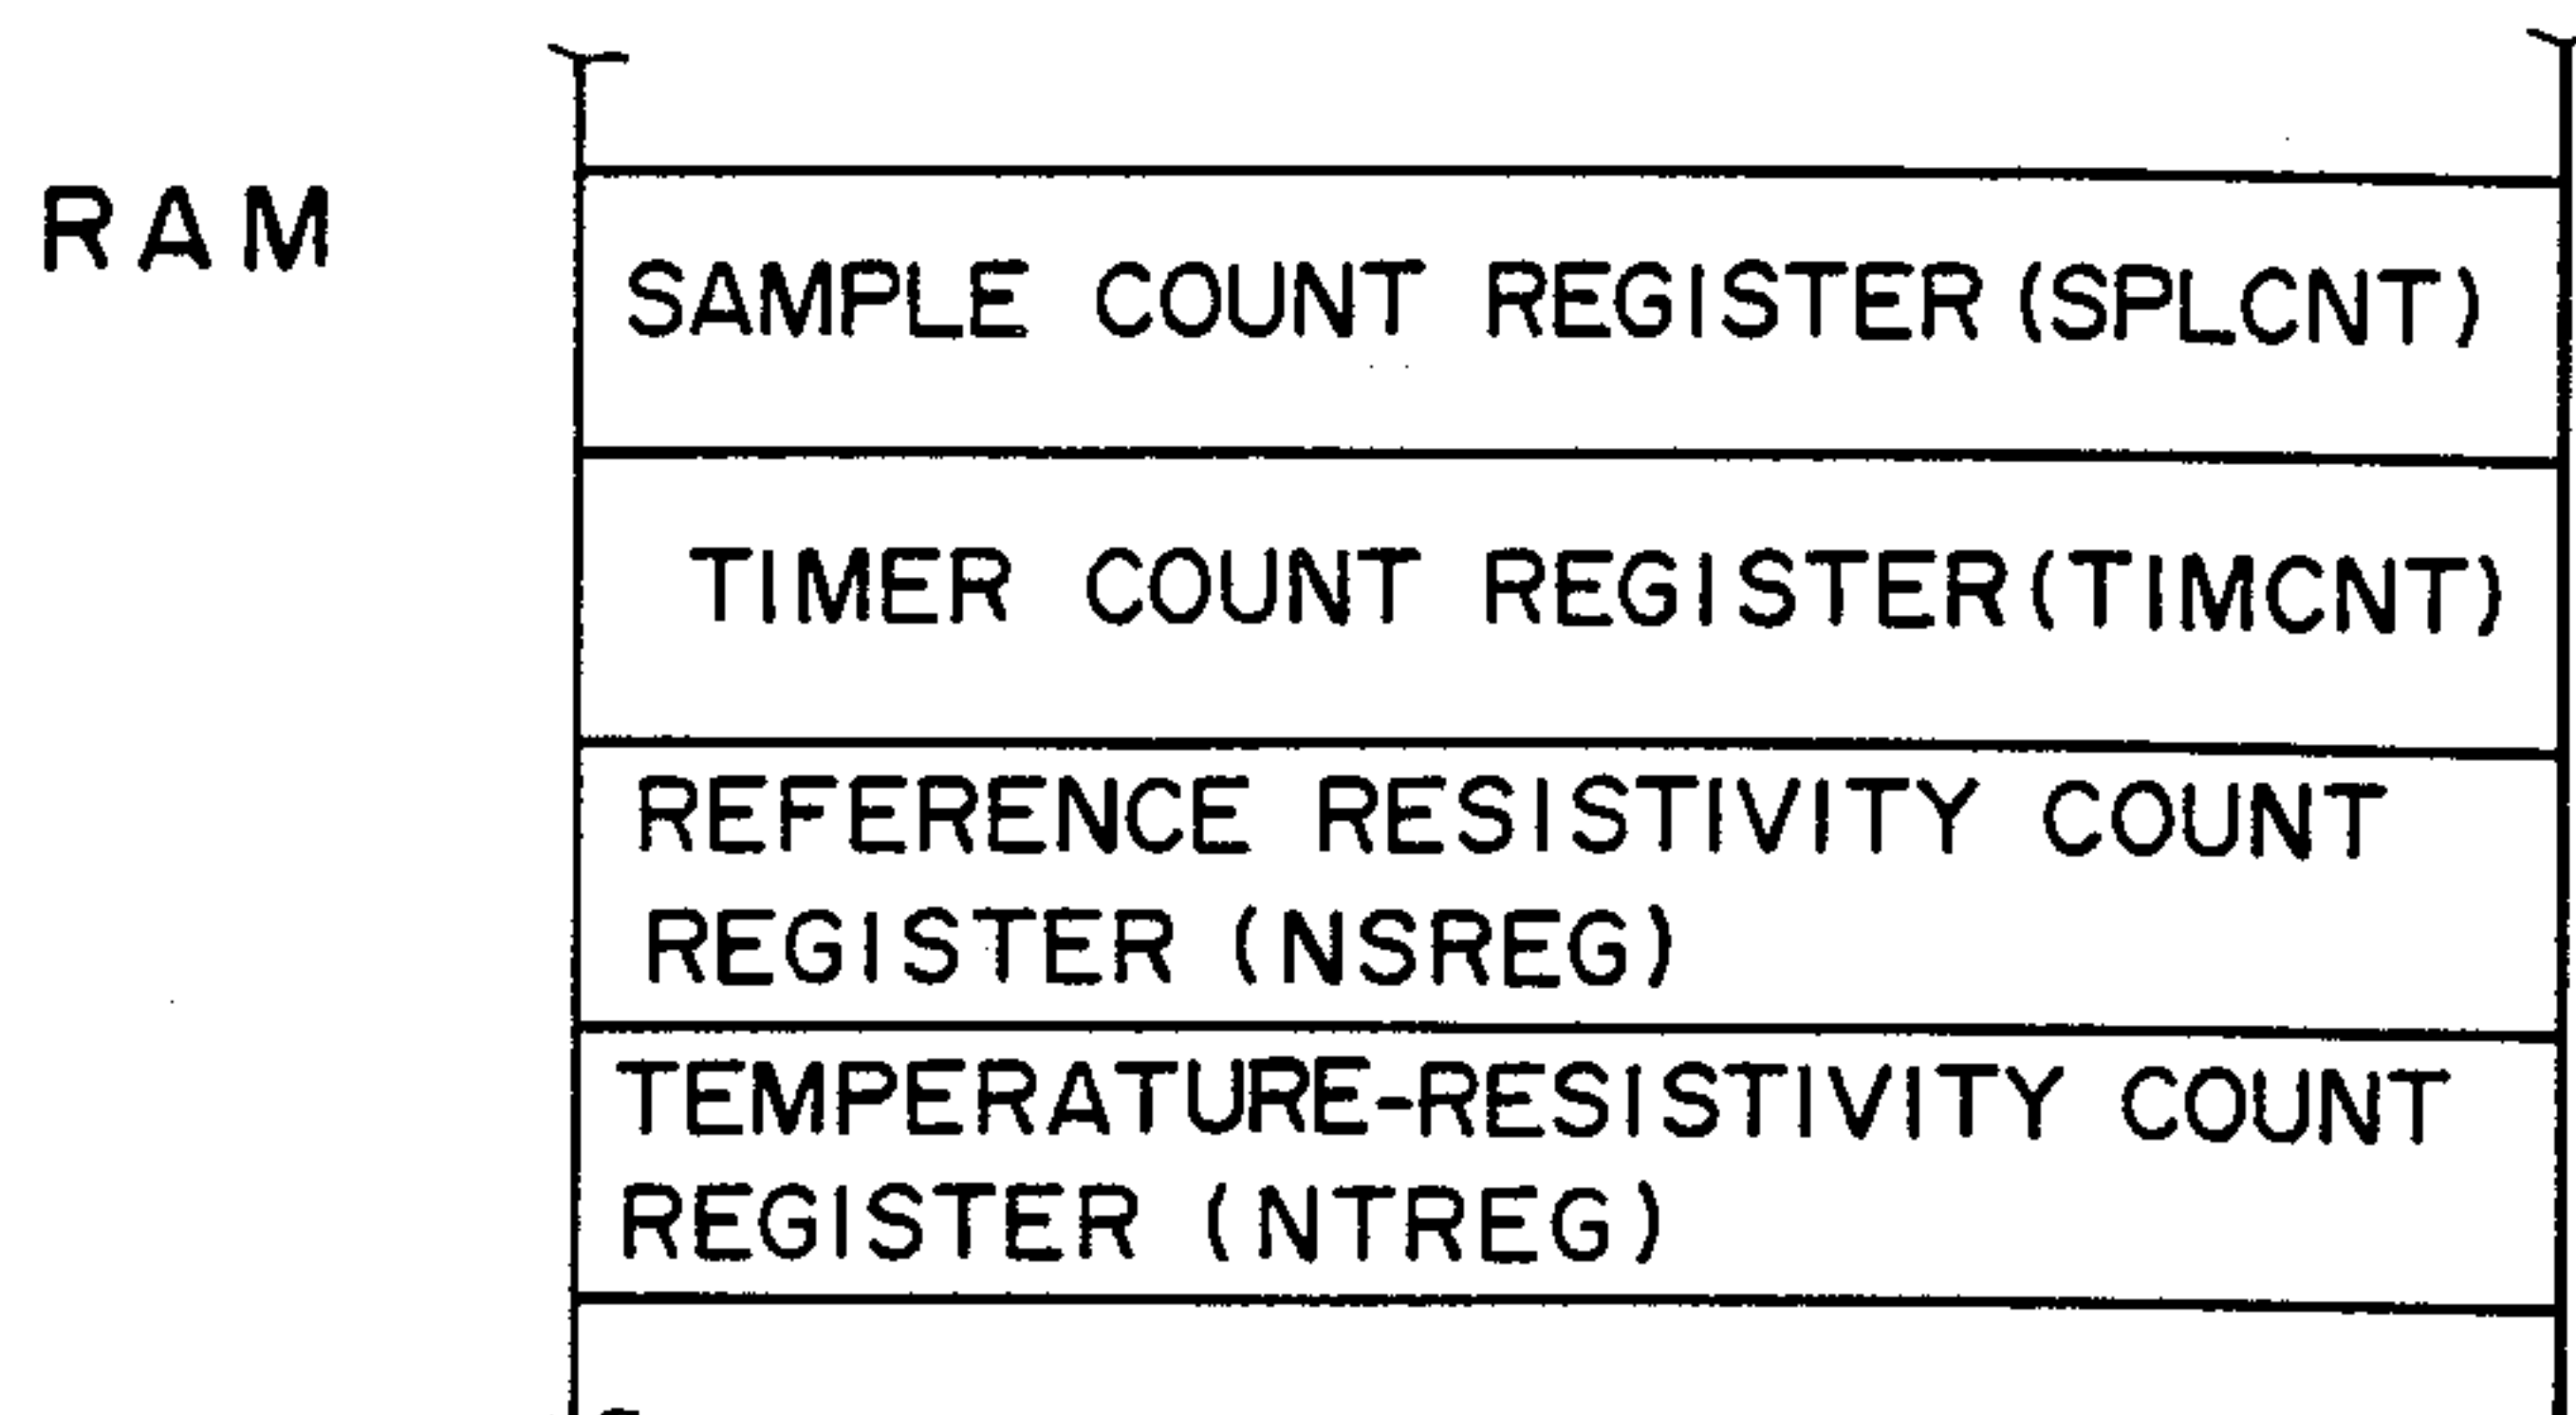 RAM
SAMPLE COUNT REGISTER (SPLCNT)
TIMER COUNT REGISTER (TIMCNT)
REFERENCE RESISTIVITY COUNT
REGISTER (NSREG)
TEMPERATURE-RESISTIVITY COUNT
REGISTER (NTREG)